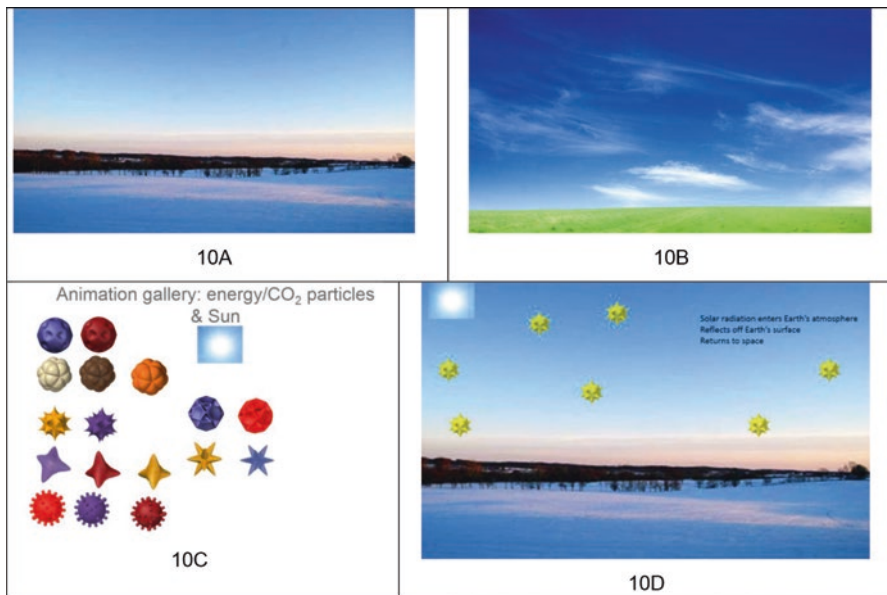 10A
10B
Animation gallery: energy/CO₂ particles
& Sun
10C
Solar radiation enters Earth's atmosphere
Reflects off Earth's surface
Returns to space
10D